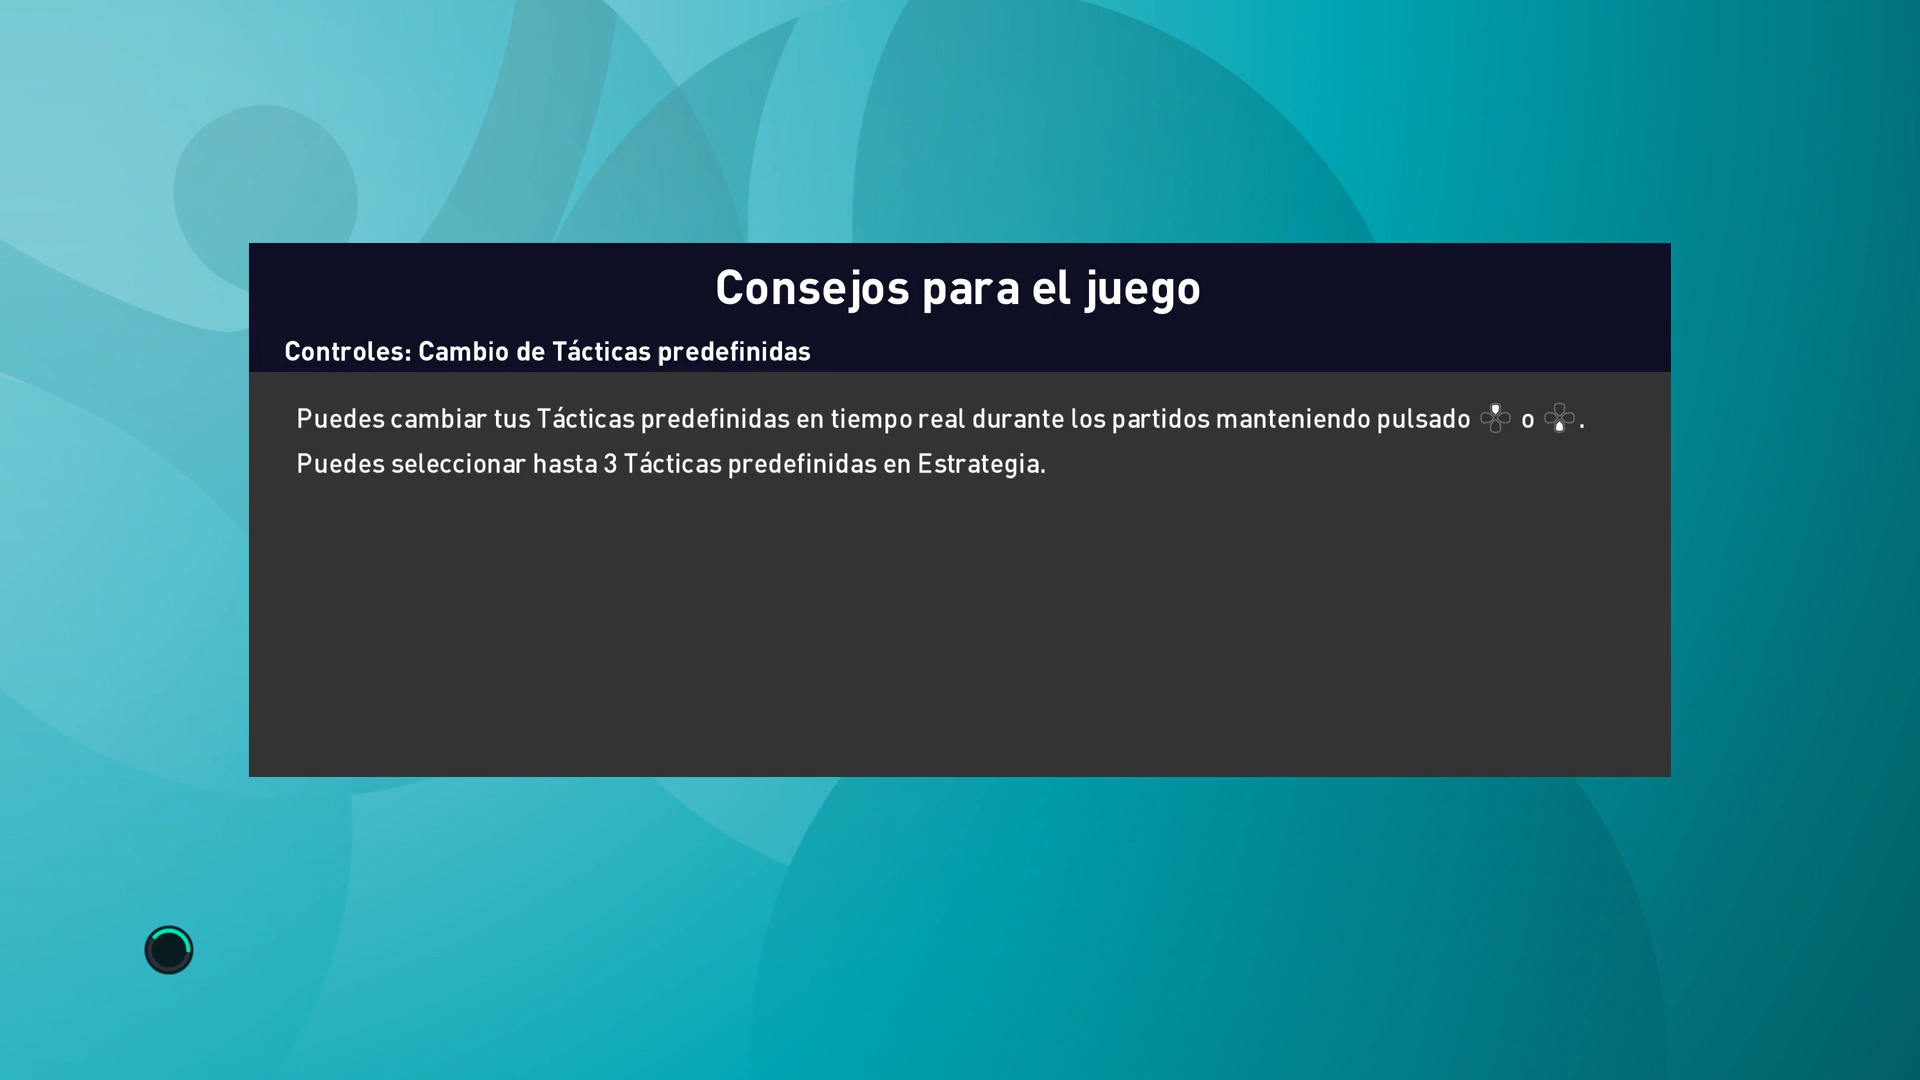 Consejos para el juego
Controles: Cambio de Tácticas predefinidas
Puedes cambiar tus Tácticas predefinidas en tiempo real durante los partidos manteniendo pulsado o .
Puedes seleccionar hasta 3 Tácticas predefinidas en Estrategia.